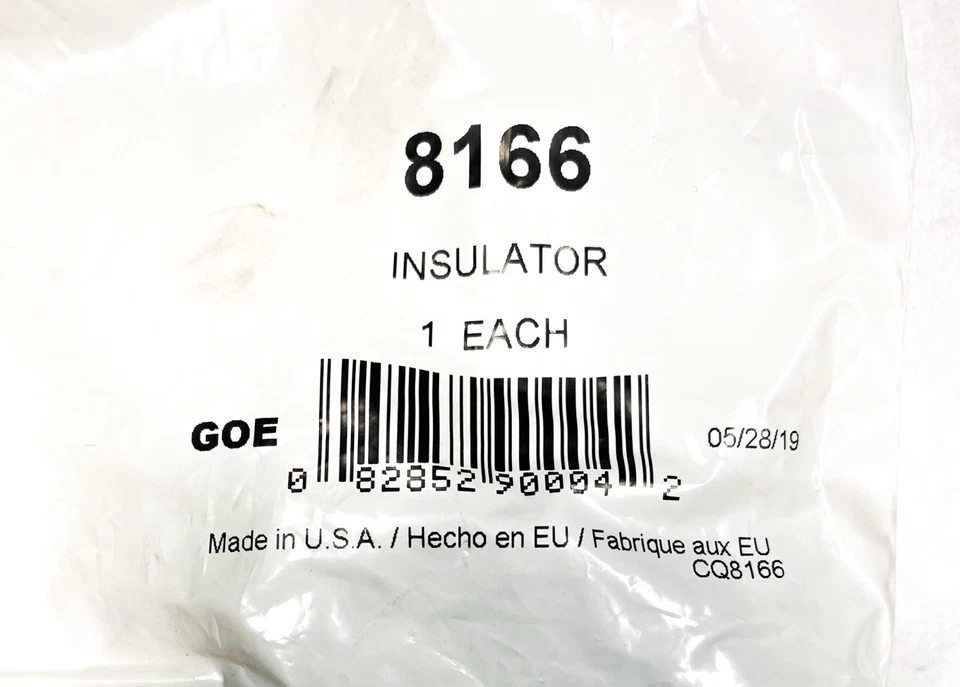 8166
INSULATOR
1 EACH
GOE
05/28/19
0 82852 90004 2
Made in U.S.A. / Hecho en EU / Fabrique aux EU
CQ8166